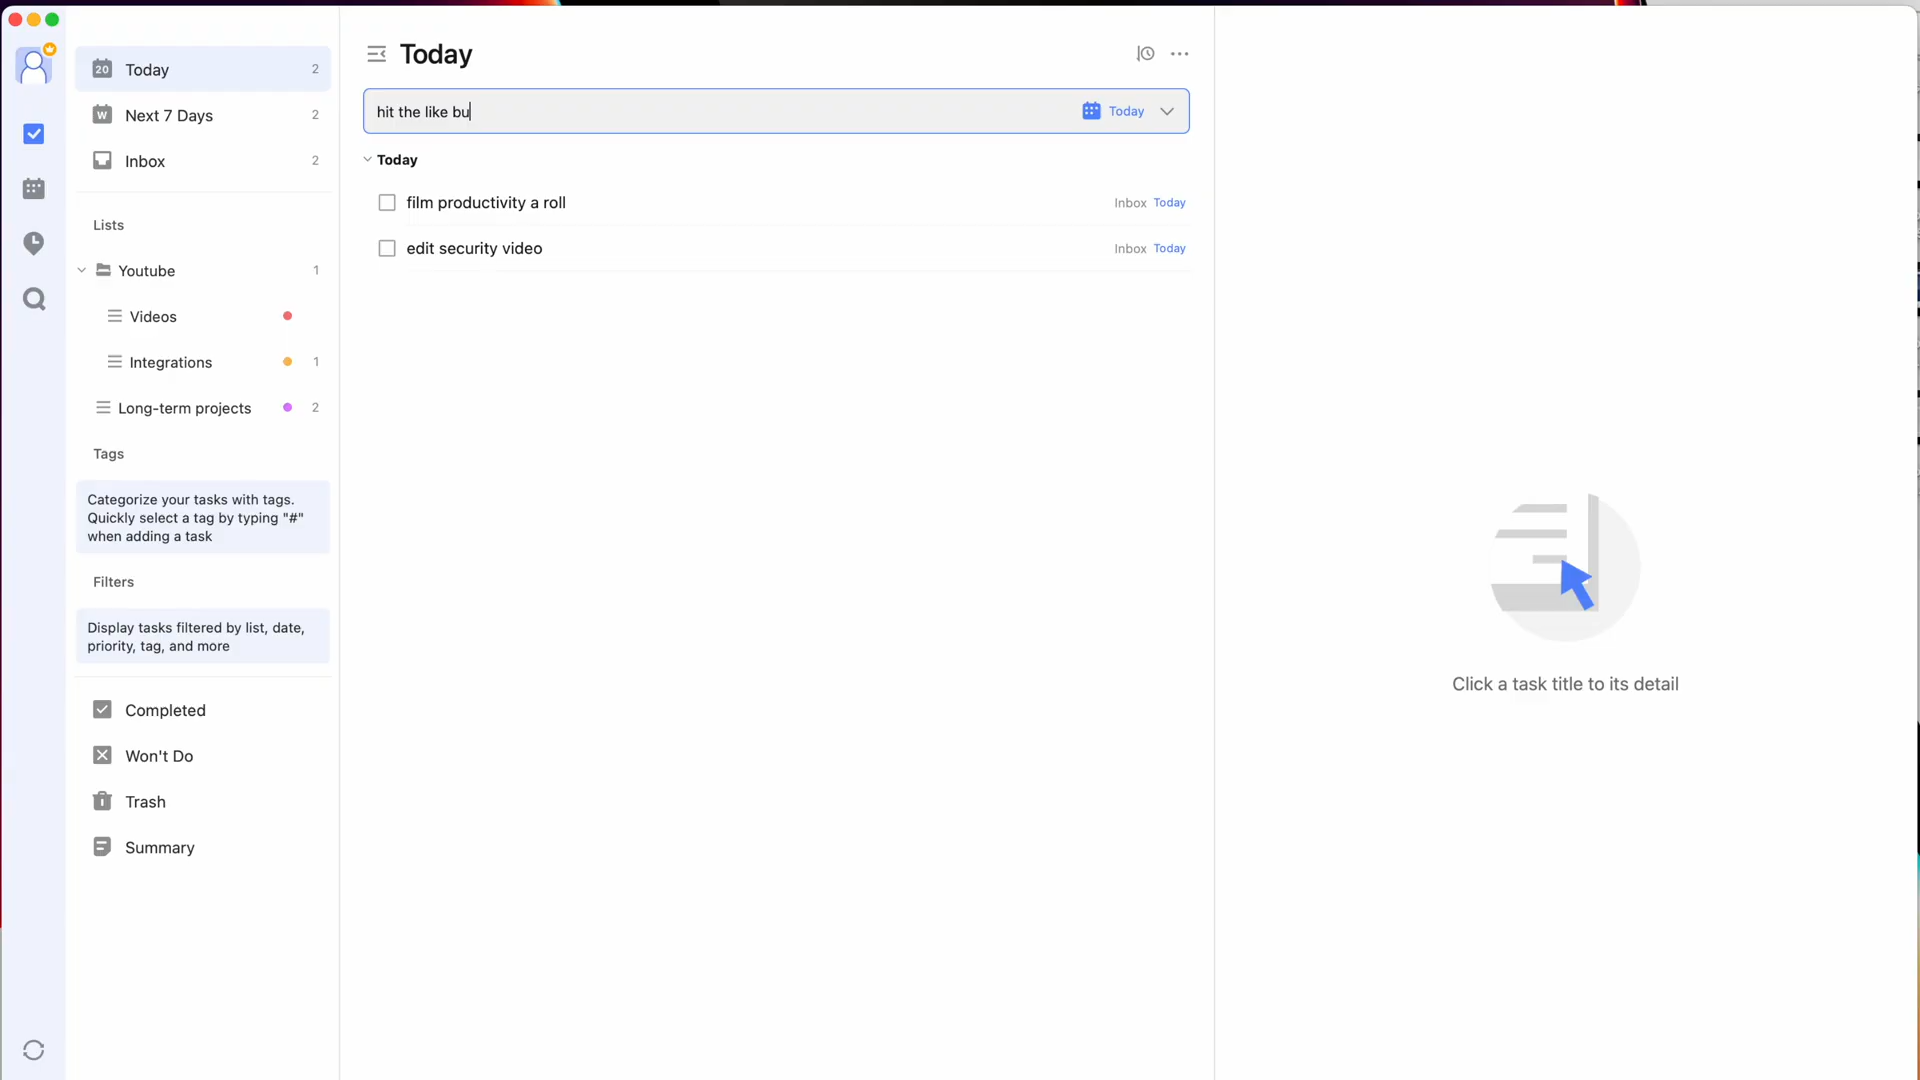 Today
hit the like bu
Today
Today
film productivity a roll
Inbox Today
edit security video
Inbox Today
20 Today 2
W Next 7 Days 2
Inbox 2
Lists
Youtube 1
Videos
Integrations 1
Long-term projects 2
Tags
Categorize your tasks with tags.
Quickly select a tag by typing "#"
when adding a task
Filters
Display tasks filtered by list, date,
priority, tag, and more
Completed
Won't Do
Trash
Summary
Click a task title to its detail